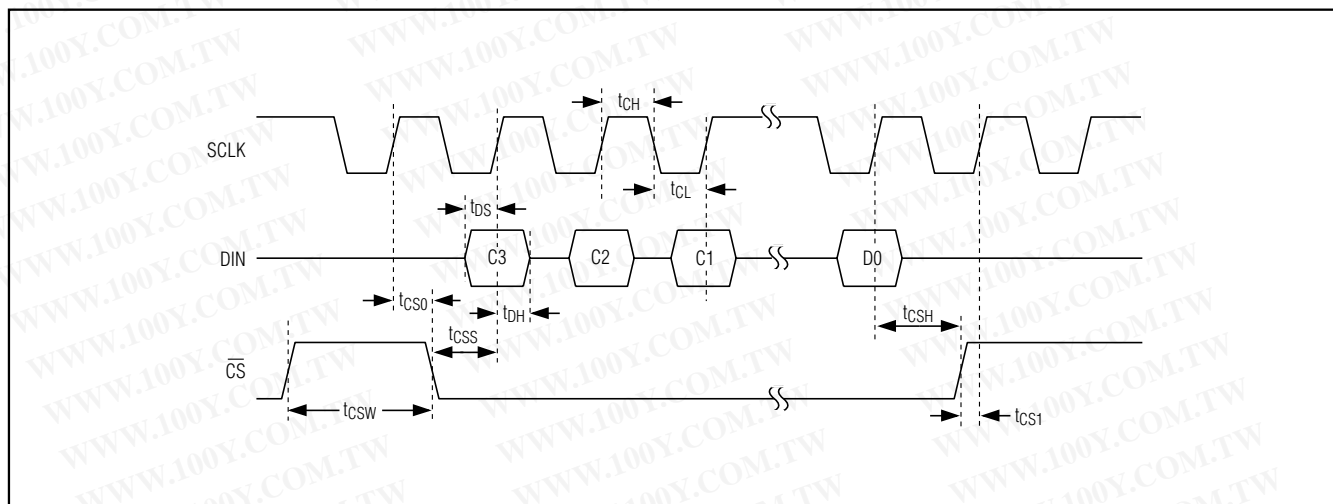 tCH
SCLK
tCL
tDS
DIN
C3
C2
C1
D0
tCS0
tDH
tCSH
tCSS
CS
tCSW
tCS1
WWW.100Y.COM.TW